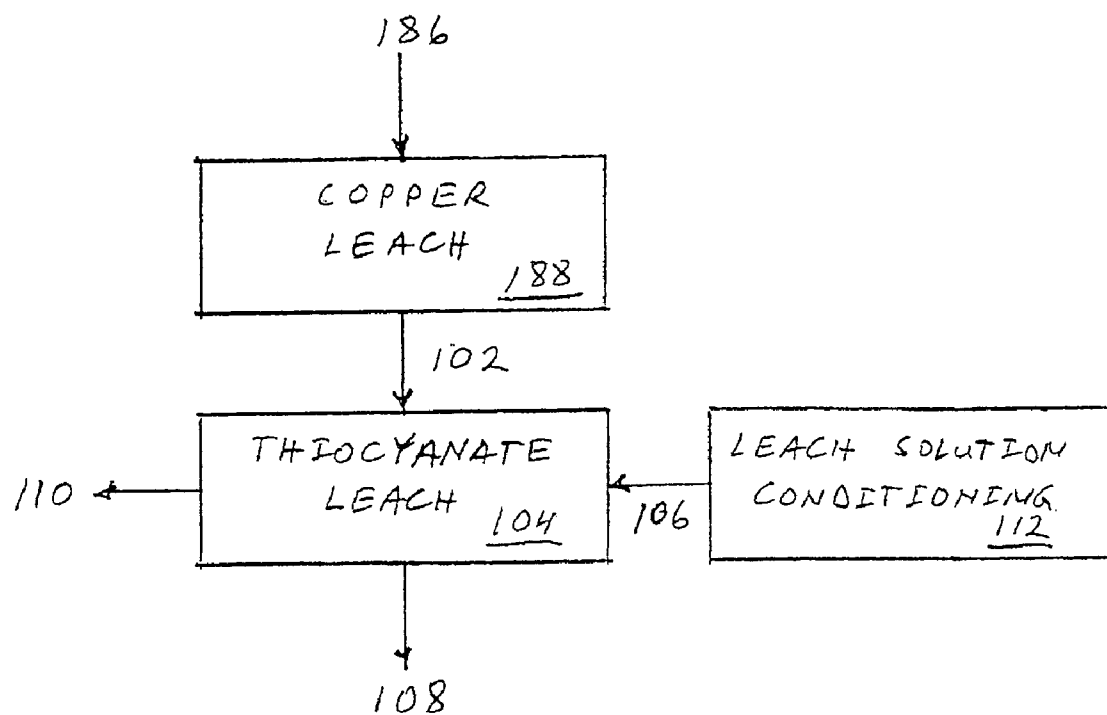 186
COPPER
LEACH
188
102
THIOCYANATE
LEACH
104
110
106
LEACH SOLUTION
CONDITIONING
112
108